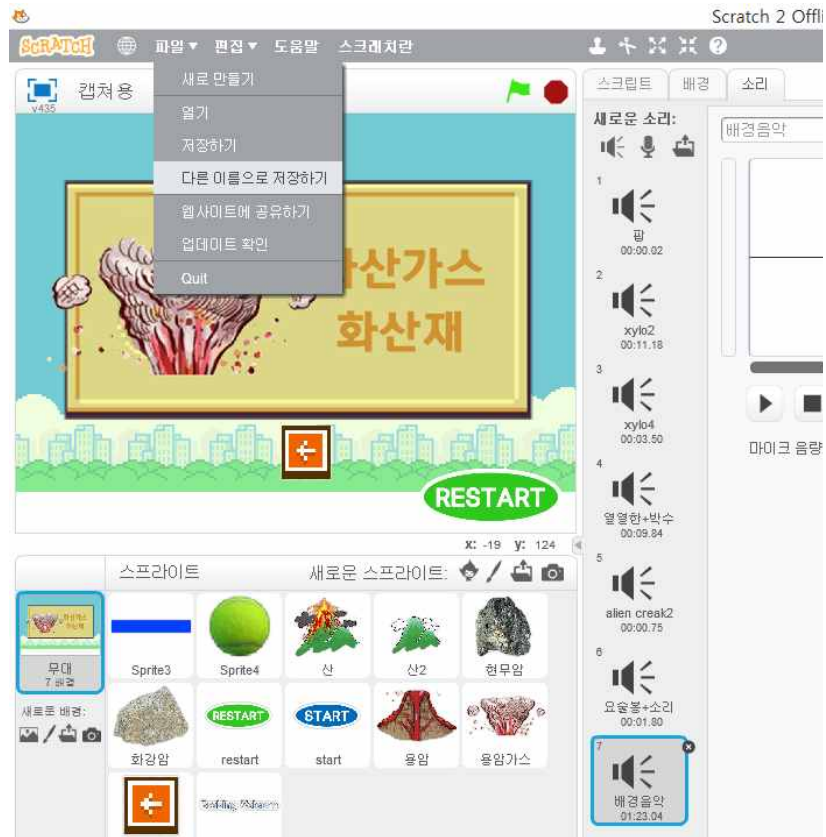 Scratch 2 Offli
SCRATCH 파일 편집 도움말 스크래치란
새로 만들기
열기
저장하기
다른 이름으로 저장하기
웹사이트에 공유하기
업데이트 확인
Quit
캡쳐용
v435
산가스
화산재
RESTART
x: -19 y: 124
스크립트 배경 소리
새로운 소리:
배경음악
1
팝
00:00.02
2
xylo2
00:11.18
3
xylo4
00:03.50
4
열열한+박수
00:09.84
5
alien creak2
00:00.75
6
요술봉+소리
00:01.80
7
배경음악
01:23.04
마이크 음량
스프라이트 새로운 스프라이트:
무대
7 배경
새로운 배경:
Sprite3 Sprite4 산 산2 현무암
RESTART START
화강암 restart start 용암 용암가스